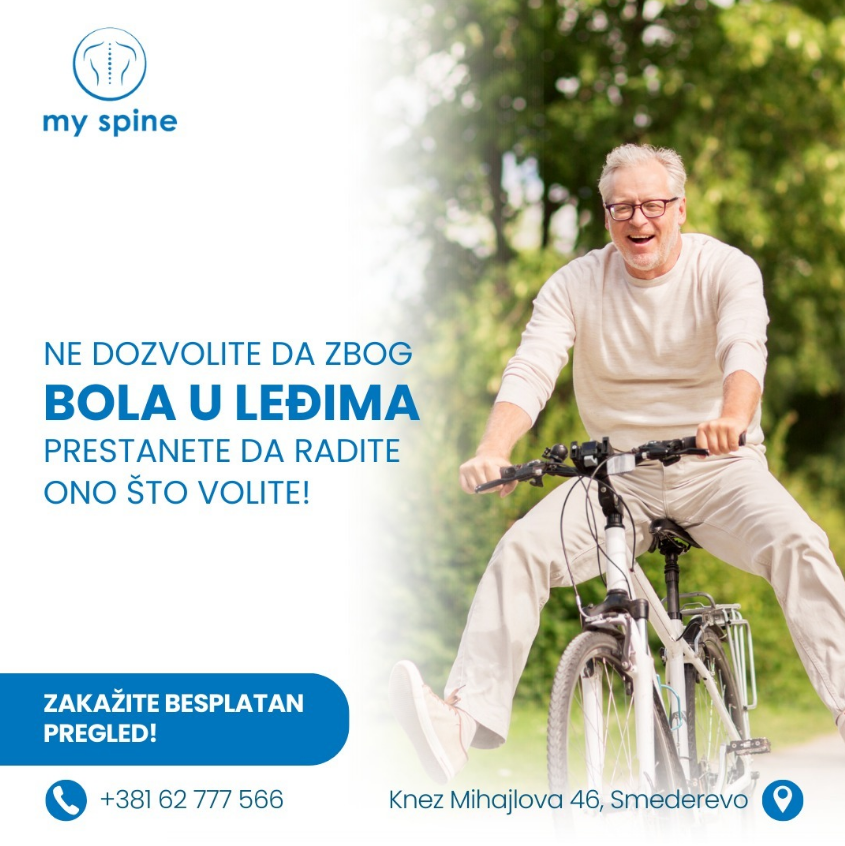 my spine
NE DOZVOLITE DA ZBOG
BOLA U LEĐIMA
PRESTANETE DA RADITE
ONO ŠTO VOLITE!
ZAKAŽITE BESPLATAN
PREGLED!
+381 62 777 566
Knez Mihajlova 46, Smederevo